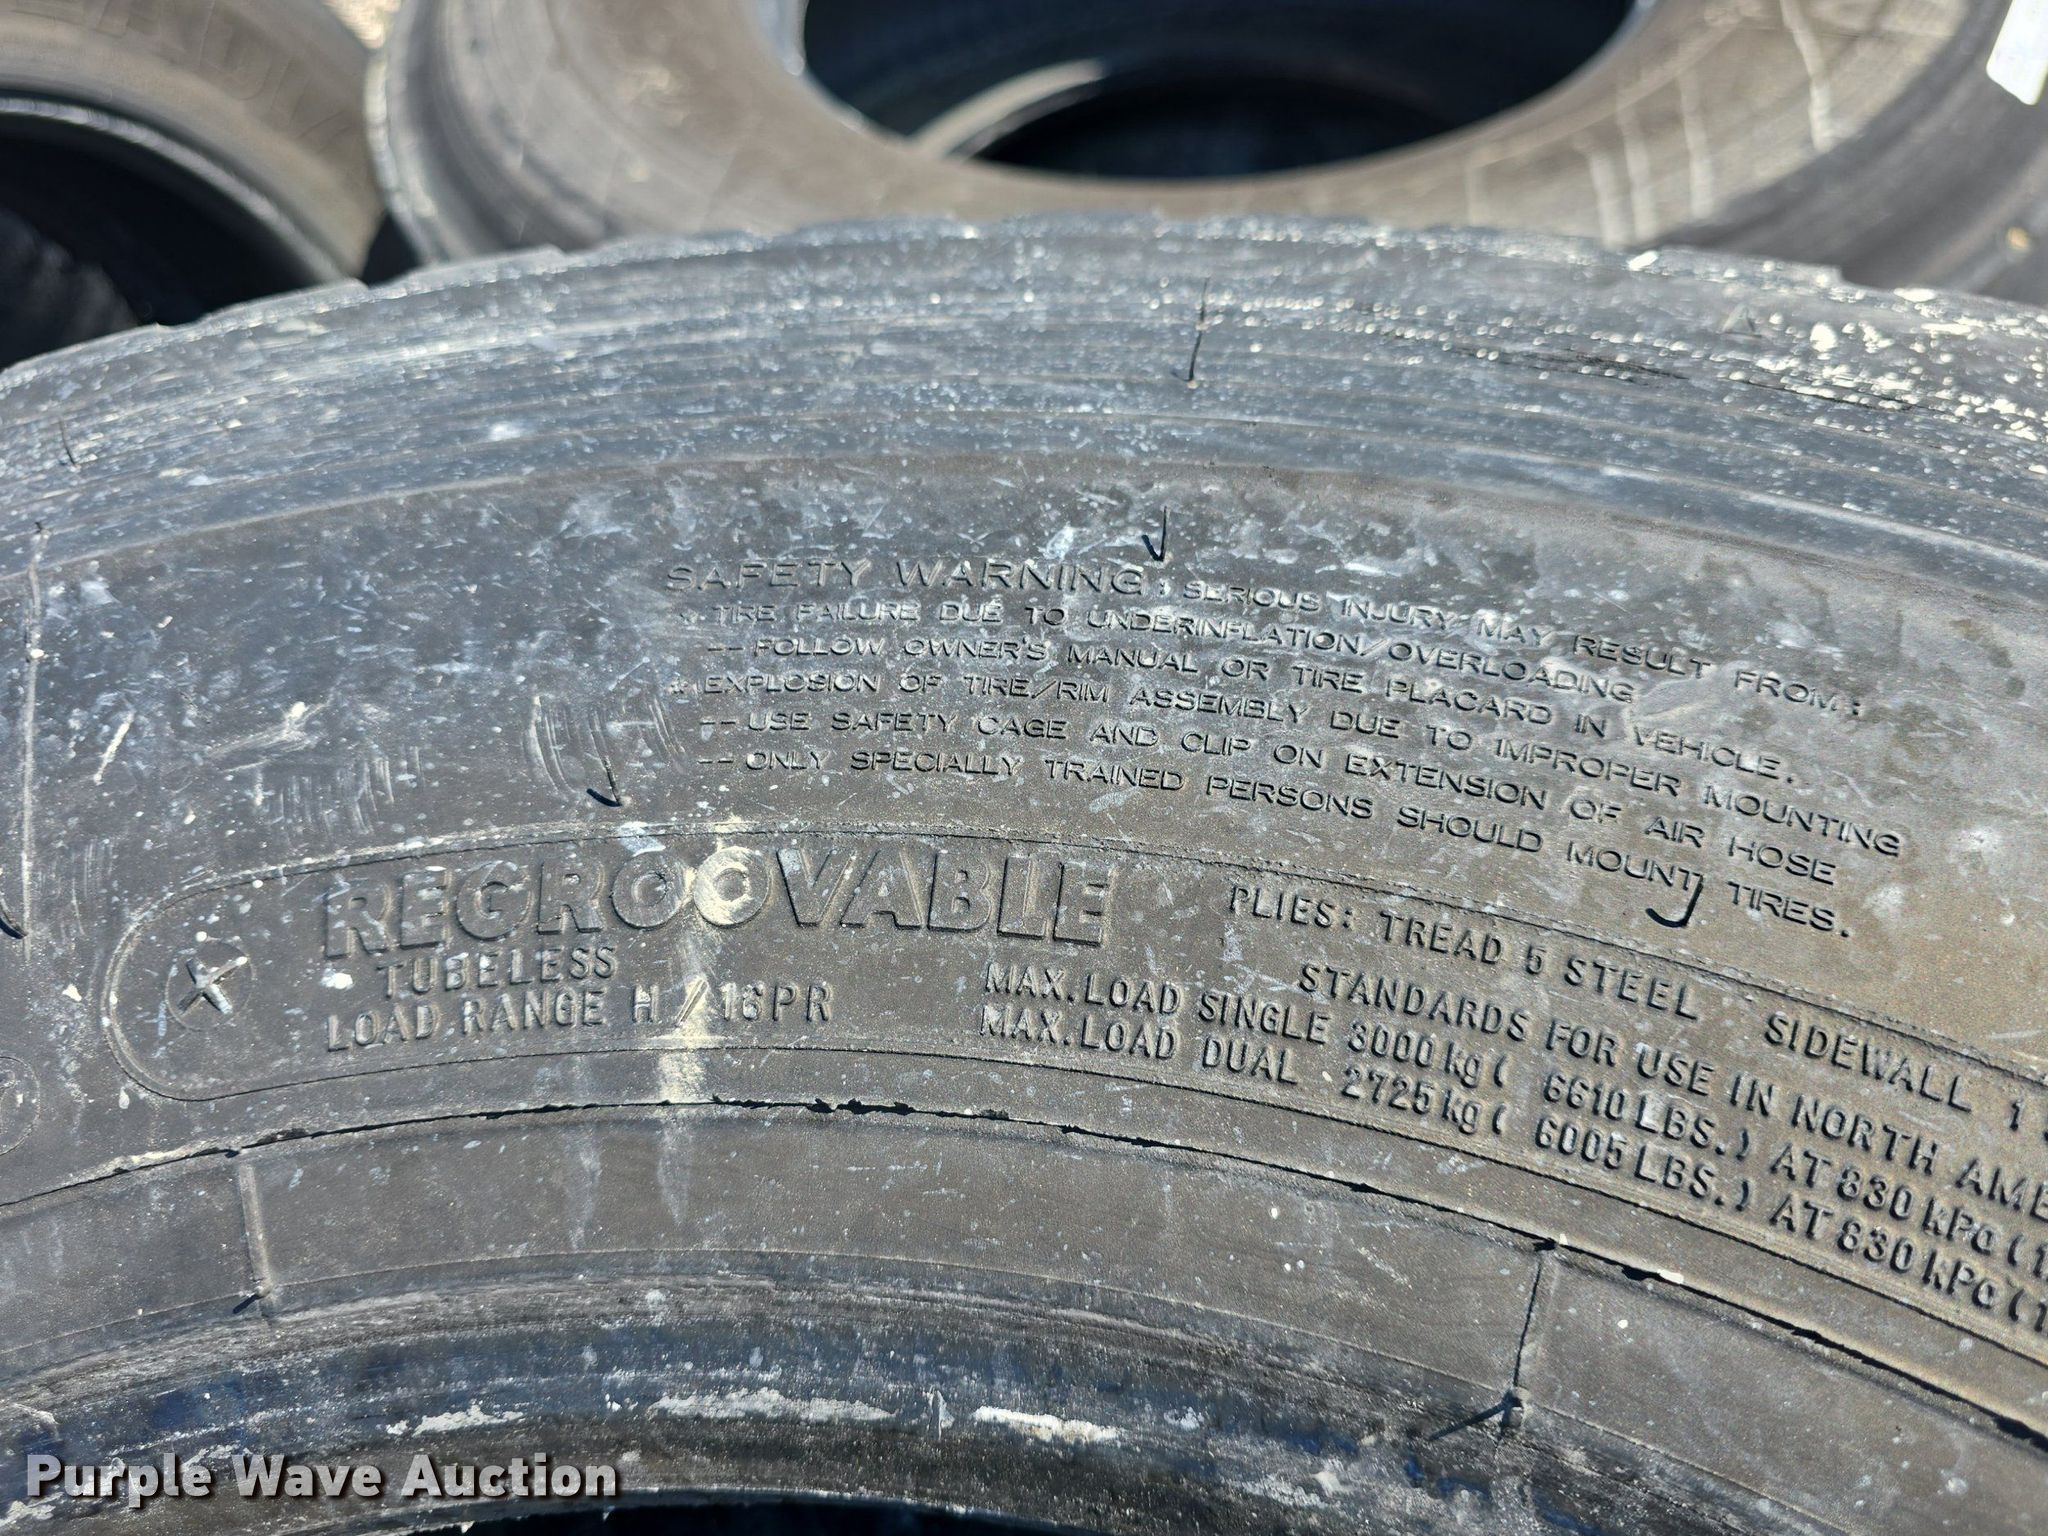 SAFETY WARNING: SERIOUS INJURY MAY RESULT FROM:
* TIRE FAILURE DUE TO UNDERINFLATION/OVERLOADING
-- FOLLOW OWNER'S MANUAL OR TIRE PLACARD IN VEHICLE.
* EXPLOSION OF TIRE/RIM ASSEMBLY DUE TO IMPROPER MOUNTING
-- USE SAFETY CAGE AND CLIP ON EXTENSION OF AIR HOSE
-- ONLY SPECIALLY TRAINED PERSONS SHOULD MOUNT TIRES.
REGROOVABLE
TUBELESS
LOAD RANGE H / 16PR
PLIES: TREAD 5 STEEL SIDEWALL 1
STANDARDS FOR USE IN NORTH AME
MAX. LOAD SINGLE 3000 kg ( 6610 LBS. ) AT 830 kPa (1
MAX. LOAD DUAL 2725 kg ( 6005 LBS. ) AT 830 kPa (1
Purple Wave Auction